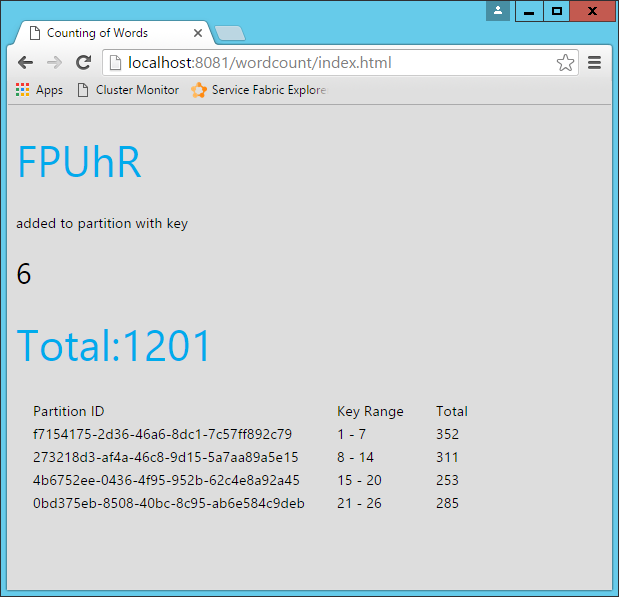 Counting of Words
localhost:8081/wordcount/index.html
Apps Cluster Monitor Service Fabric Explore
FPUhR
added to partition with key
6
Total:1201
Partition ID Key Range Total
f7154175-2d36-46a6-8dc1-7c57ff892c79 1 - 7 352
273218d3-af4a-46c8-9d15-5a7aa89a5e15 8 - 14 311
4b6752ee-0436-4f95-952b-62c4e8a92a45 15 - 20 253
0bd375eb-8508-40bc-8c95-ab6e584c9deb 21 - 26 285